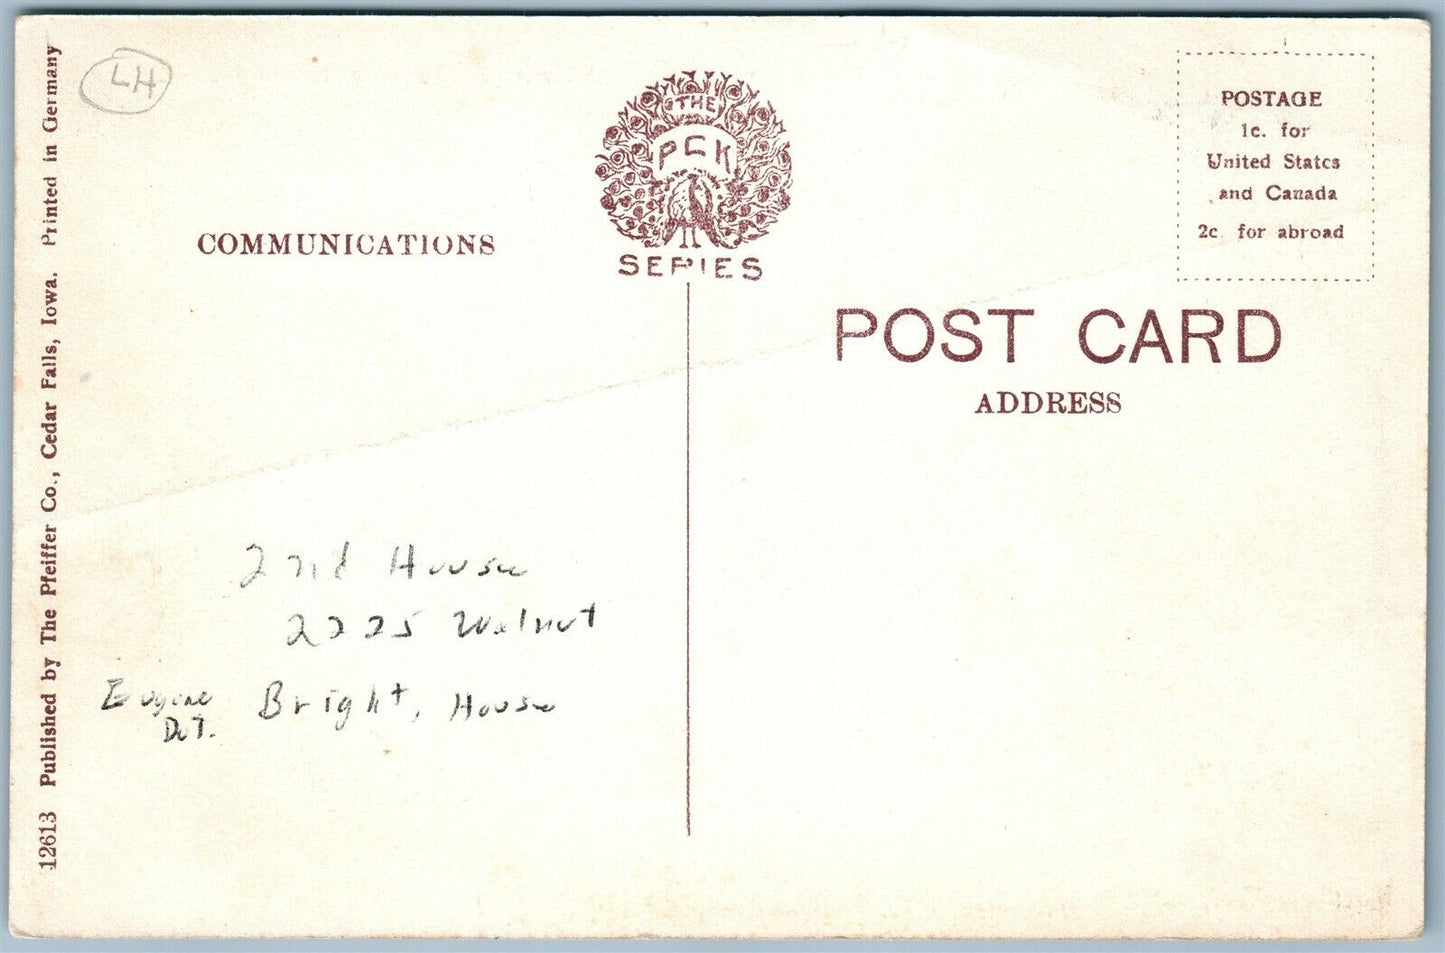 LH
12613 Published by The Pfeiffer Co., Cedar Falls, Iowa. Printed in Germany
THE
PCK
SERIES
COMMUNICATIONS
POSTAGE
1c. for
United States
and Canada
2c. for abroad
POST CARD
ADDRESS
2nd House
2225 Walnut
Eugene Bright, House